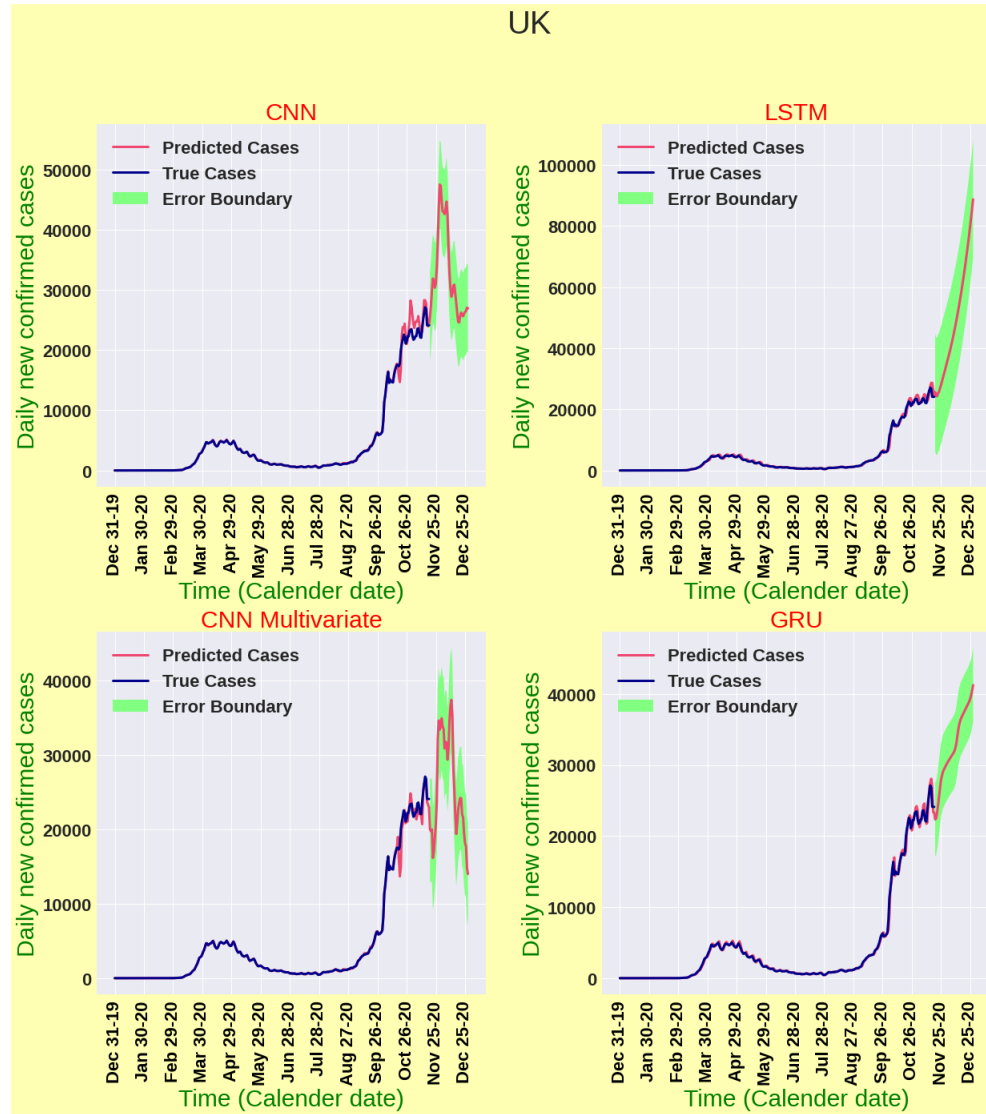 UK
CNN
Predicted Cases
True Cases
Error Boundary
Daily new confirmed cases
50000
40000
30000
20000
10000
0
Dec 31-19
Jan 30-20
Feb 29-20
Mar 30-20
Apr 29-20
May 29-20
Jun 28-20
Jul 28-20
Aug 27-20
Sep 26-20
Oct 26-20
Nov 25-20
Dec 25-20
Time (Calender date)
LSTM
Predicted Cases
True Cases
Error Boundary
Daily new confirmed cases
100000
80000
60000
40000
20000
0
Dec 31-19
Jan 30-20
Feb 29-20
Mar 30-20
Apr 29-20
May 29-20
Jun 28-20
Jul 28-20
Aug 27-20
Sep 26-20
Oct 26-20
Nov 25-20
Dec 25-20
Time (Calender date)
CNN Multivariate
Predicted Cases
True Cases
Error Boundary
Daily new confirmed cases
40000
30000
20000
10000
0
Dec 31-19
Jan 30-20
Feb 29-20
Mar 30-20
Apr 29-20
May 29-20
Jun 28-20
Jul 28-20
Aug 27-20
Sep 26-20
Oct 26-20
Nov 25-20
Dec 25-20
Time (Calender date)
GRU
Predicted Cases
True Cases
Error Boundary
Daily new confirmed cases
40000
30000
20000
10000
0
Dec 31-19
Jan 30-20
Feb 29-20
Mar 30-20
Apr 29-20
May 29-20
Jun 28-20
Jul 28-20
Aug 27-20
Sep 26-20
Oct 26-20
Nov 25-20
Dec 25-20
Time (Calender date)